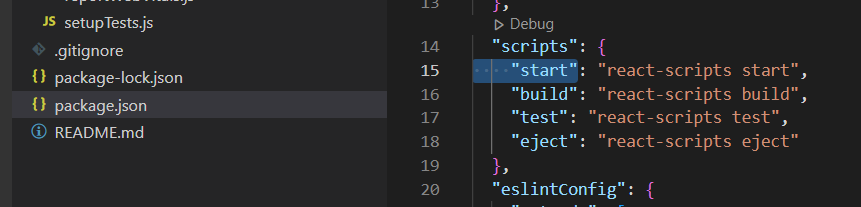 JS setupTests.js
.gitignore
{} package-lock.json
{} package.json
README.md
13 },
Debug
14 "scripts": {
15 "start": "react-scripts start",
16 "build": "react-scripts build",
17 "test": "react-scripts test",
18 "eject": "react-scripts eject"
19 },
20 "eslintConfig": {